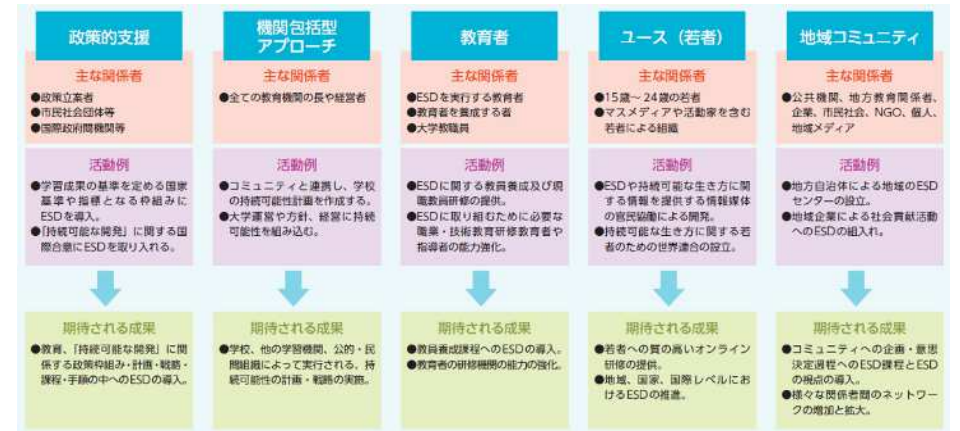 政策的支援
主な関係者
●政策立案者
●市民社会団体等
●国際政府間機関等
活動例
●学習成果の基準を定める国家
基準や指標となる枠組みに
ESDを導入。
●「持続可能な開発」に関する国
際合意にESDを取り入れる。
期待される成果
●教育、「持続可能な開発」に関
係する政策枠組み・計画・戦略・
課程・手順の中へのESDの導入。
機関包括型
アプローチ
主な関係者
●全ての教育機関の長や経営者
活動例
●コミュニティと連携し、学校
の持続可能性計画を作成する。
●大学運営や方針、経営に持続
可能性を組み込む。
期待される成果
●学校、他の学習機関、公的・民
間組織によって実行される、持
続可能性の計画・戦略の実施。
教育者
主な関係者
●ESDを実行する教育者
●教育者を養成する者
●大学教職員
活動例
●ESDに関する教員養成及び現
職教員研修の提供。
●ESDに取り組むために必要な
職業・技術教育研修教育者や
指導者の能力強化。
期待される成果
●教員養成課程へのESDの導入。
●教育者の研修機関の能力の強化。
ユース（若者）
主な関係者
●15歳～24歳の若者
●マスメディアや活動家を含む
若者による組織
活動例
●ESDや持続可能な生き方に関
する情報を提供する情報媒体
の官民協働による開発。
●持続可能な生き方に関する若
者のための世界連合の設立。
期待される成果
●若者への質の高いオンライン
研修の提供。
●地域、国家、国際レベルにお
けるESDの推進。
地域コミュニティ
主な関係者
●公共機関、地方教育関係者、
企業、市民社会、NGO、個人、
地域メディア
活動例
●地方自治体による地域のESD
センターの設立。
●地域企業による社会貢献活動
へのESDの組入れ。
期待される成果
●コミュニティへの企画・意思
決定過程へのESD課程とESD
の視点の導入。
●様々な関係者間のネットワー
クの増加と拡大。